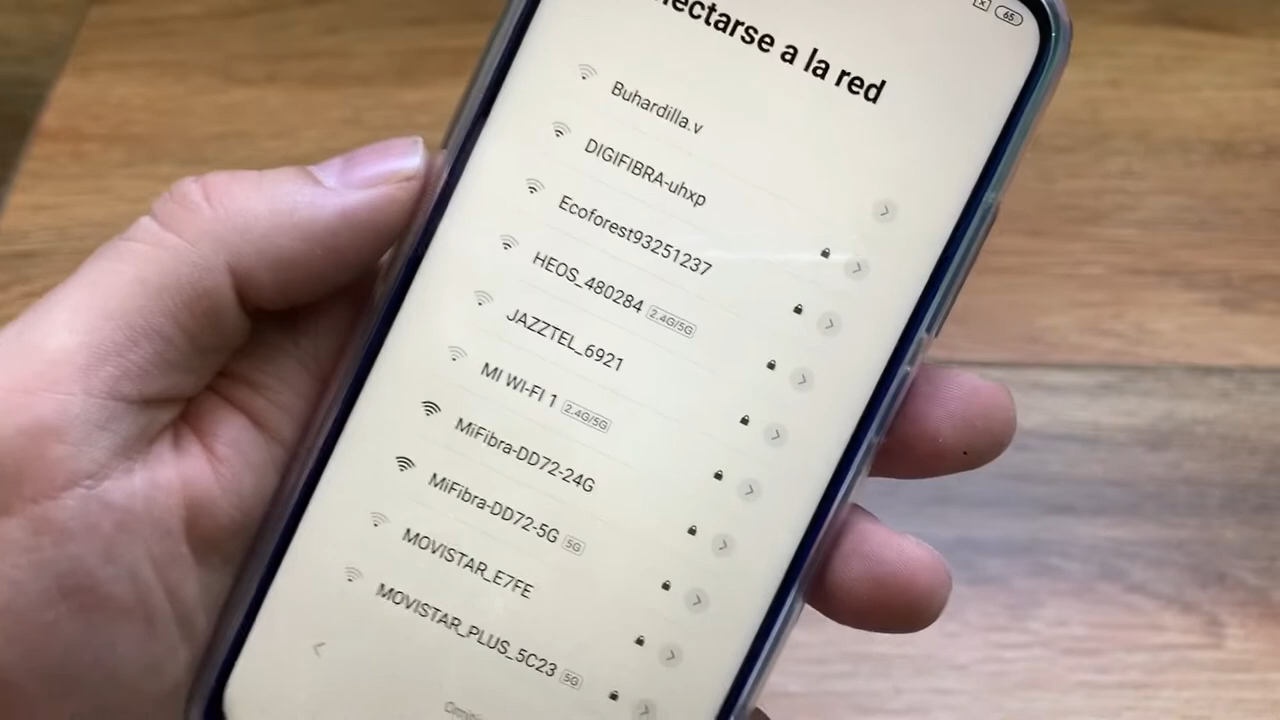 65
a la red
Buhardilla.v
DIGIFIBRA-uhxp
Ecoforest93251237
HEOS_480284 2.4G/5G
JAZZTEL_6921
MI WI-FI 1 2.4G/5G
MiFibra-DD72-24G
MiFibra-DD72-5G 5G
MOVISTAR_E7FE
MOVISTAR_PLUS_5C23 5G